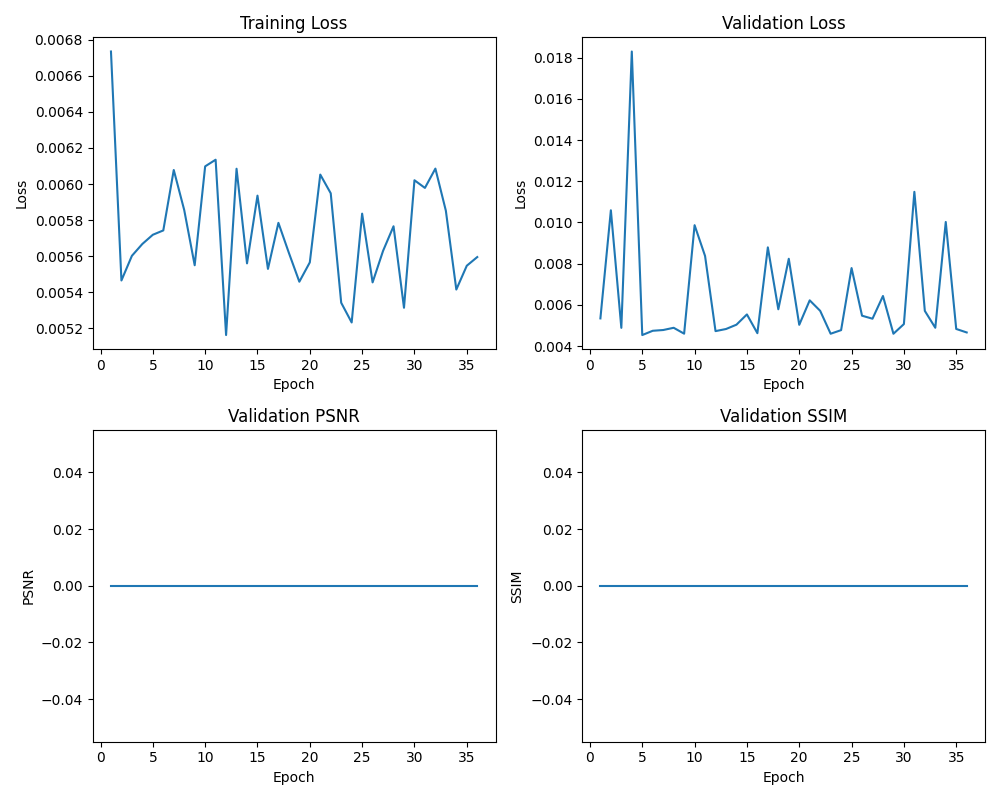 Training Loss
0.0068
0.0066
0.0064
0.0062
0.0060
0.0058
0.0056
0.0054
0.0052
Loss
0 5 10 15 20 25 30 35
Epoch
Validation Loss
0.018
0.016
0.014
0.012
0.010
0.008
0.006
0.004
Loss
0 5 10 15 20 25 30 35
Epoch
Validation PSNR
0.04
0.02
0.00
−0.02
−0.04
PSNR
0 5 10 15 20 25 30 35
Epoch
Validation SSIM
0.04
0.02
0.00
−0.02
−0.04
SSIM
0 5 10 15 20 25 30 35
Epoch